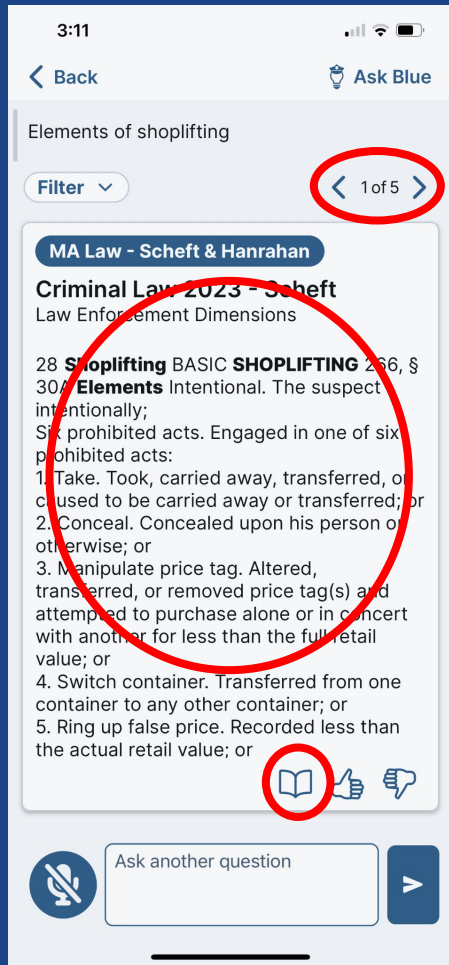 3:11
Back
Ask Blue
Elements of shoplifting
Filter
1 of 5
MA Law - Scheft & Hanrahan
Criminal Law 2023 - Scheft
Law Enforcement Dimensions
28 Shoplifting BASIC SHOPLIFTING 266, §
30A Elements Intentional. The suspect
intentionally;
Six prohibited acts. Engaged in one of six
prohibited acts:
1. Take. Took, carried away, transferred, or
caused to be carried away or transferred; or
2. Conceal. Concealed upon his person or
otherwise; or
3. Manipulate price tag. Altered,
transferred, or removed price tag(s) and
attempted to purchase alone or in concert
with another for less than the full retail
value; or
4. Switch container. Transferred from one
container to any other container; or
5. Ring up false price. Recorded less than
the actual retail value; or
Ask another question